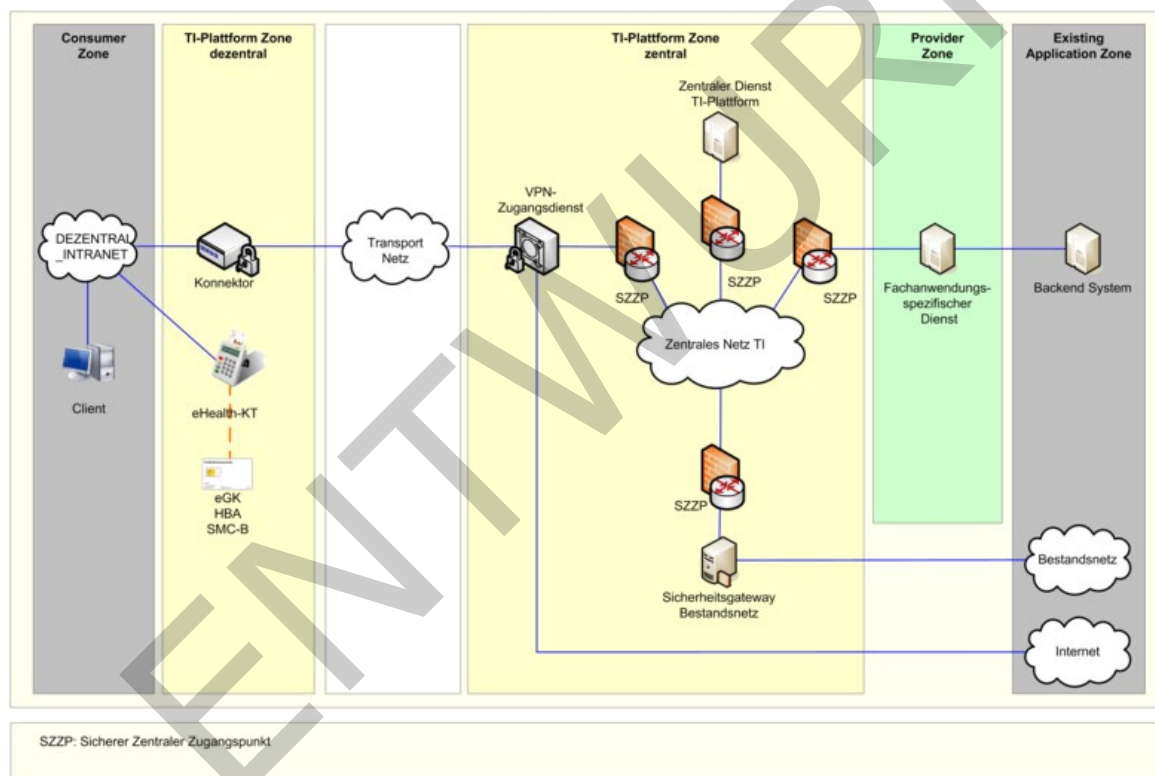 Consumer
Zone
TI-Plattform Zone
dezentral
TI-Plattform Zone
zentral
Provider
Zone
Existing
Application Zone
Zentraler Dienst
TI-Plattform
VPN-
Zugangsdienst
DEZENTRAL
_INTRANET
Konnektor
Transport
Netz
SZZP
SZZP
SZZP
Fachanwendungs-
spezifischer
Dienst
Backend System
Zentrales Netz TI
Client
eHealth-KT
eGK
HBA
SMC-B
SZZP
Sicherheitsgateway
Bestandsnetz
Bestandsnetz
Internet
SZZP: Sicherer Zentraler Zugangspunkt
ENTWURF